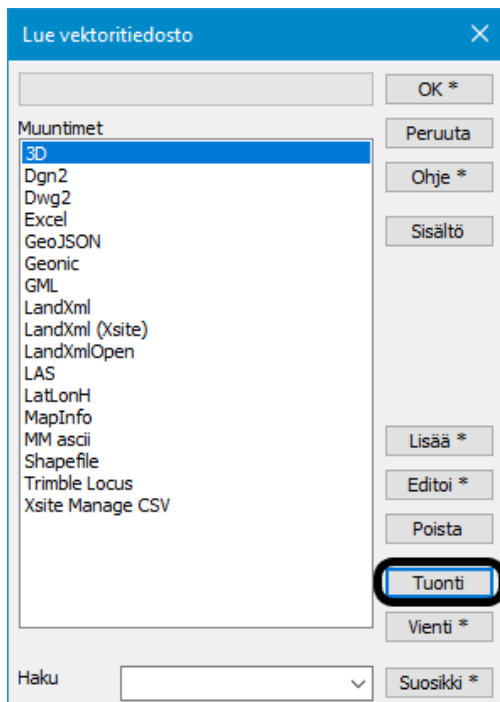 Lue vektoritiedosto
OK *
Muuntimet
Peruuta
3D
Dgn2
Ohje *
Dwg2
Excel
Sisältö
GeoJSON
Geonic
GML
LandXml
LandXml (Xsite)
LandXmlOpen
LAS
LatLonH
MapInfo
MM ascii
Lisää *
Shapefile
Trimble Locus
Editoi *
Xsite Manage CSV
Poista
Tuonti
Vienti *
Haku
Suosikki *